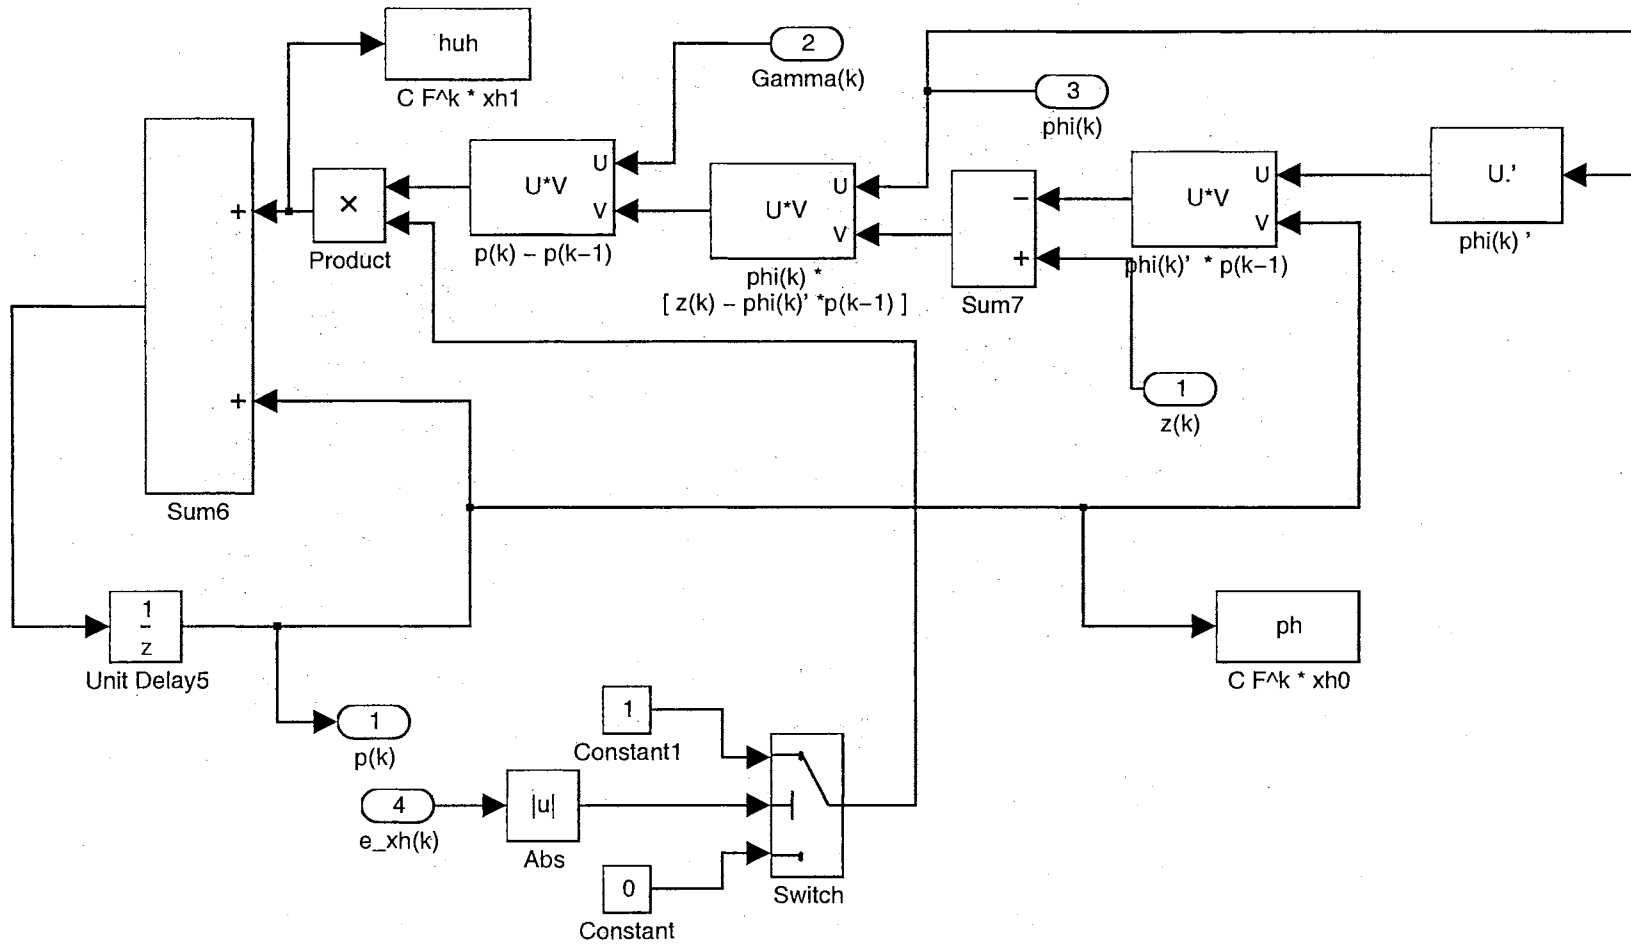 huh
C F^k * xh1
2
Gamma(k)
3
phi(k)
+
+
Sum6
×
Product
U
U*V
V
p(k) − p(k−1)
U
U*V
V
phi(k) *
[ z(k) − phi(k)' *p(k−1) ]
−
+
Sum7
U
U*V
V
phi(k)' * p(k−1)
U.'
phi(k) '
1
z(k)
1
z
Unit Delay5
1
p(k)
ph
C F^k * xh0
1
Constant1
4
e_xh(k)
|u|
Abs
0
Constant
Switch